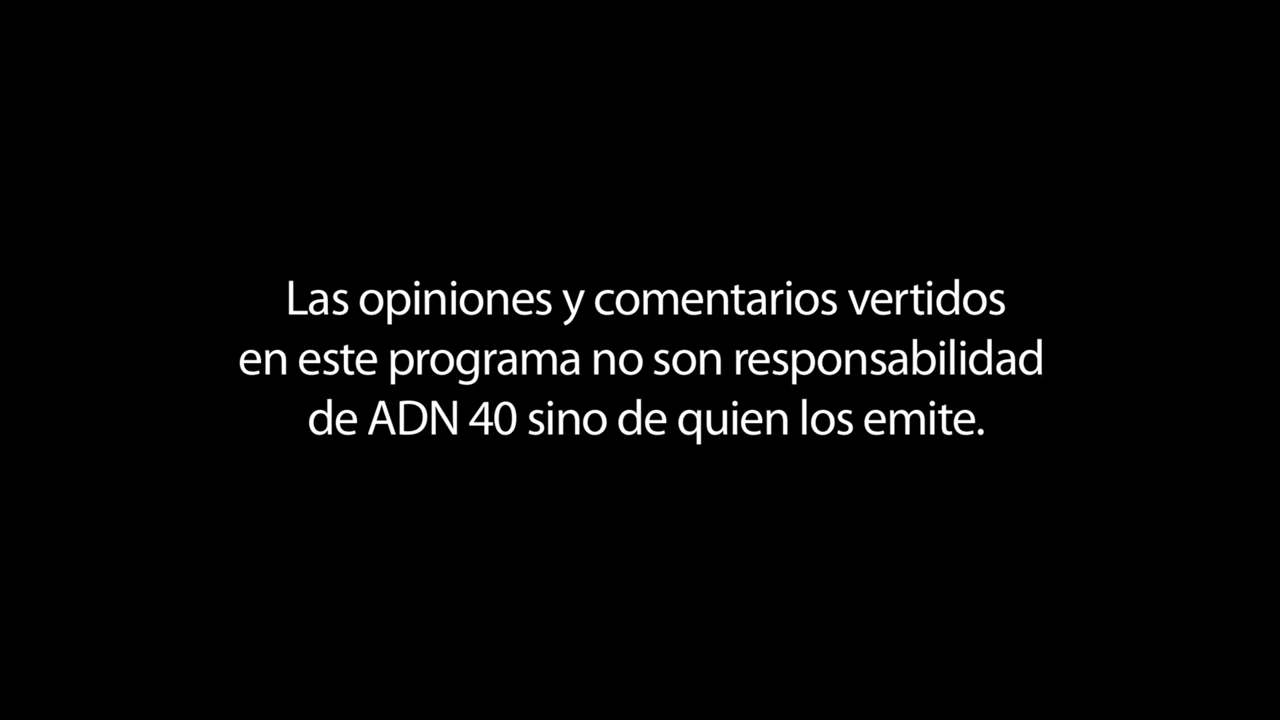 Las opiniones y comentarios vertidos
en este programa no son responsabilidad
de ADN 40 sino de quien los emite.